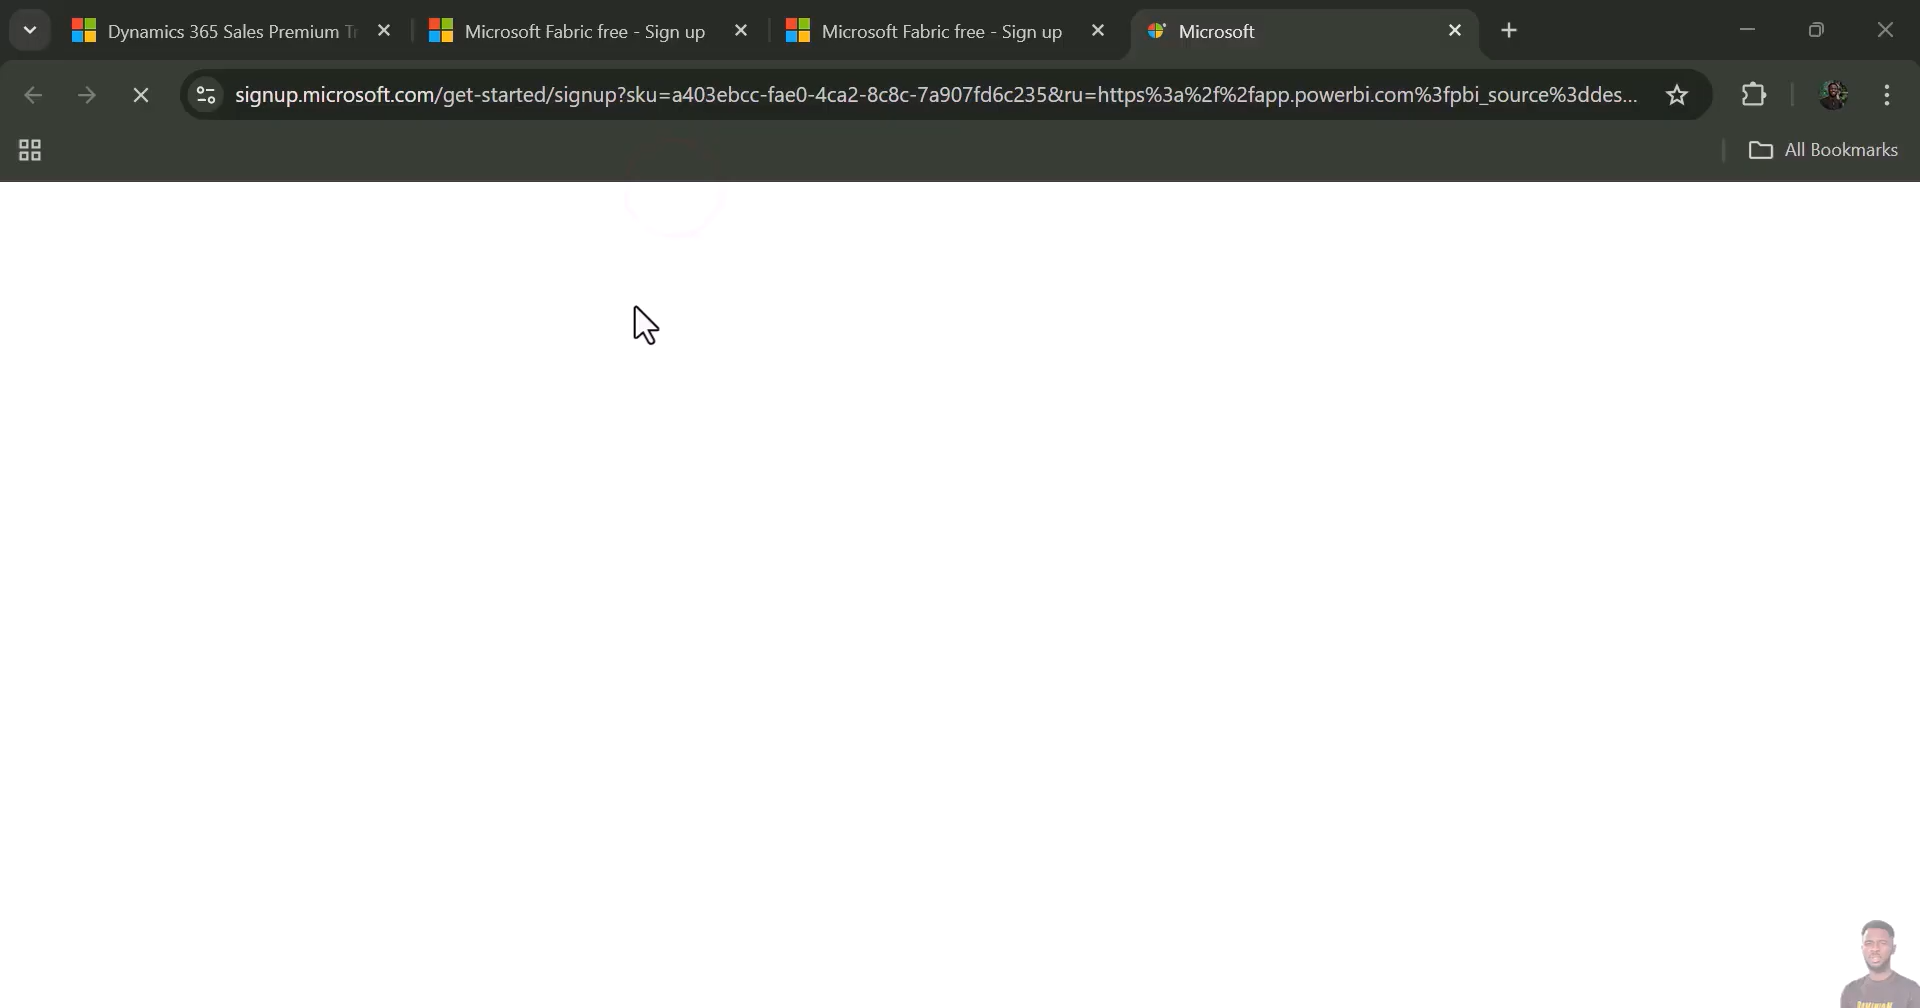 Dynamics 365 Sales Premium Tr
Microsoft Fabric free - Sign up
Microsoft Fabric free - Sign up
Microsoft
signup.microsoft.com/get-started/signup?sku=a403ebcc-fae0-4ca2-8c8c-7a907fd6c235&ru=https%3a%2f%2fapp.powerbi.com%3fpbi_source%3ddes...
All Bookmarks